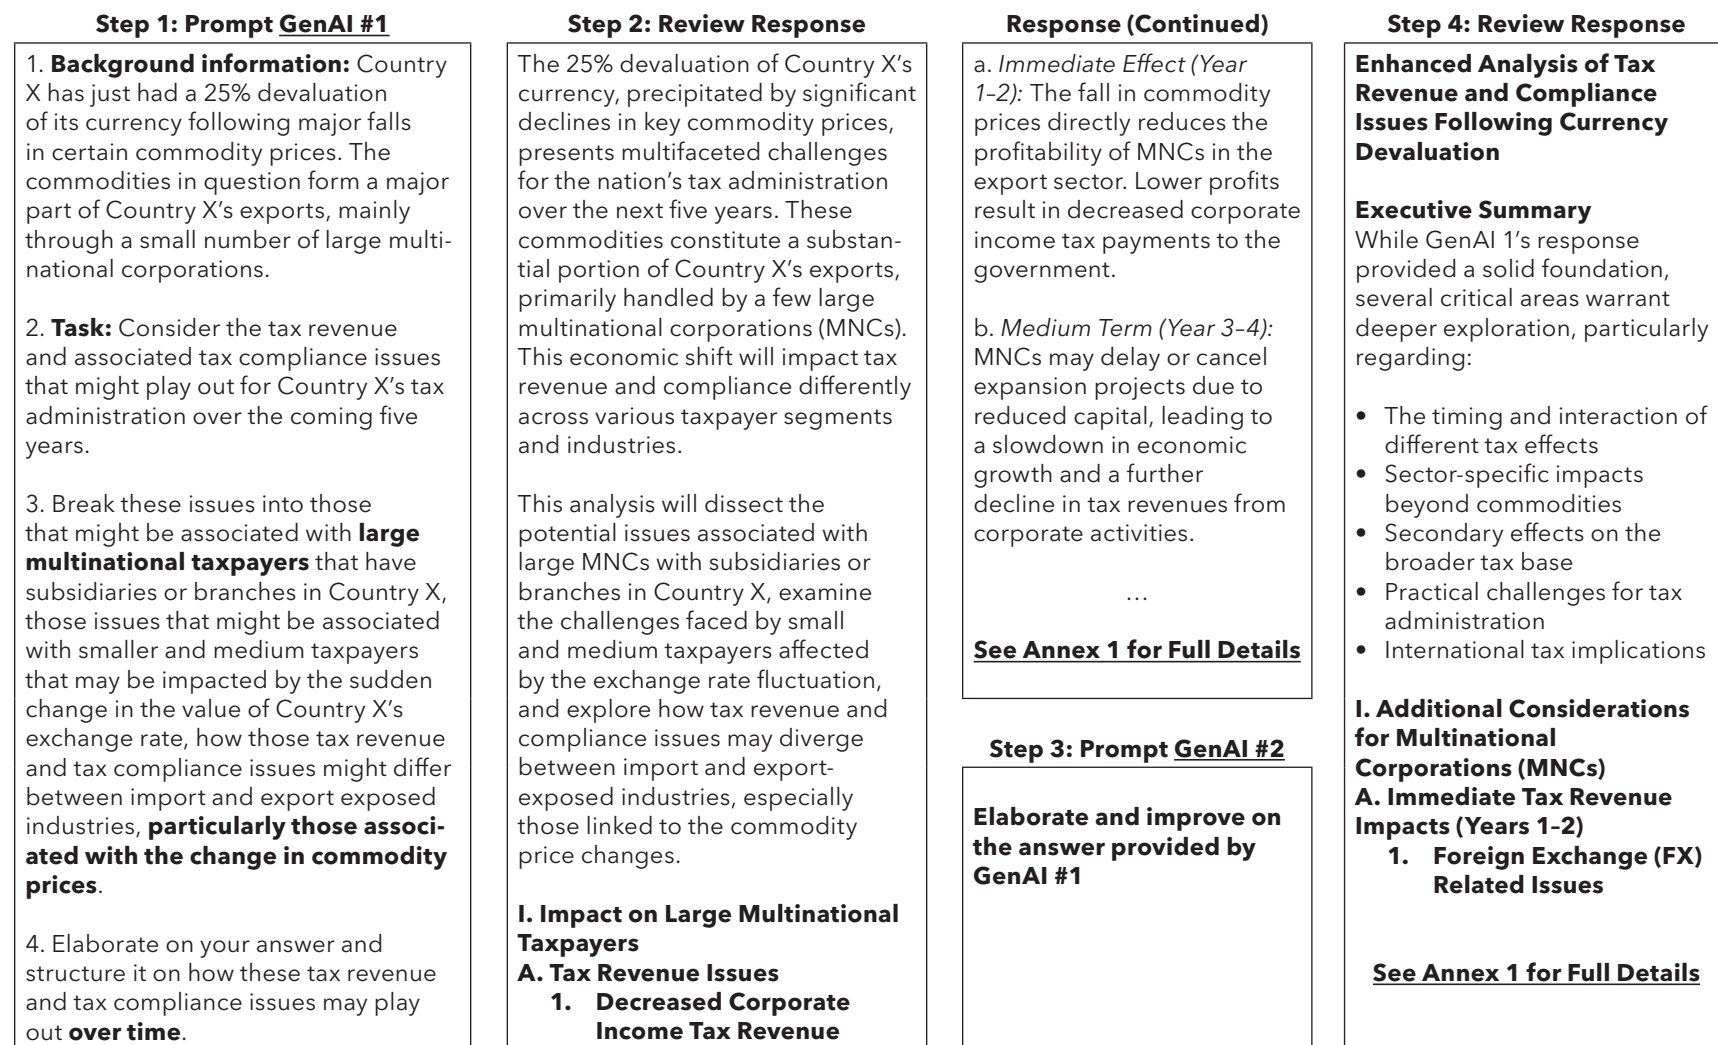 Step 1: Prompt GenAI #1
1. Background information: Country
X has just had a 25% devaluation
of its currency following major falls
in certain commodity prices. The
commodities in question form a major
part of Country X's exports, mainly
through a small number of large multi-
national corporations.
2. Task: Consider the tax revenue
and associated tax compliance issues
that might play out for Country X's tax
administration over the coming five
years.
3. Break these issues into those
that might be associated with large
multinational taxpayers that have
subsidiaries or branches in Country X,
those issues that might be associated
with smaller and medium taxpayers
that may be impacted by the sudden
change in the value of Country X's
exchange rate, how those tax revenue
and tax compliance issues might differ
between import and export exposed
industries, particularly those associ-
ated with the change in commodity
prices.
4. Elaborate on your answer and
structure it on how these tax revenue
and tax compliance issues may play
out over time.
Step 2: Review Response
The 25% devaluation of Country X's
currency, precipitated by significant
declines in key commodity prices,
presents multifaceted challenges
for the nation's tax administration
over the next five years. These
commodities constitute a substan-
tial portion of Country X's exports,
primarily handled by a few large
multinational corporations (MNCs).
This economic shift will impact tax
revenue and compliance differently
across various taxpayer segments
and industries.
This analysis will dissect the
potential issues associated with
large MNCs with subsidiaries or
branches in Country X, examine
the challenges faced by small
and medium taxpayers affected
by the exchange rate fluctuation,
and explore how tax revenue and
compliance issues may diverge
between import and export-
exposed industries, especially
those linked to the commodity
price changes.
I. Impact on Large Multinational
Taxpayers
A. Tax Revenue Issues
1. Decreased Corporate
Income Tax Revenue
Response (Continued)
a. Immediate Effect (Year
1–2): The fall in commodity
prices directly reduces the
profitability of MNCs in the
export sector. Lower profits
result in decreased corporate
income tax payments to the
government.
b. Medium Term (Year 3–4):
MNCs may delay or cancel
expansion projects due to
reduced capital, leading to
a slowdown in economic
growth and a further
decline in tax revenues from
corporate activities.
…
See Annex 1 for Full Details
Step 3: Prompt GenAI #2
Elaborate and improve on
the answer provided by
GenAI #1
Step 4: Review Response
Enhanced Analysis of Tax
Revenue and Compliance
Issues Following Currency
Devaluation
Executive Summary
While GenAI 1's response
provided a solid foundation,
several critical areas warrant
deeper exploration, particularly
regarding:
• The timing and interaction of
different tax effects
• Sector-specific impacts
beyond commodities
• Secondary effects on the
broader tax base
• Practical challenges for tax
administration
• International tax implications
I. Additional Considerations
for Multinational
Corporations (MNCs)
A. Immediate Tax Revenue
Impacts (Years 1–2)
1. Foreign Exchange (FX)
Related Issues
See Annex 1 for Full Details